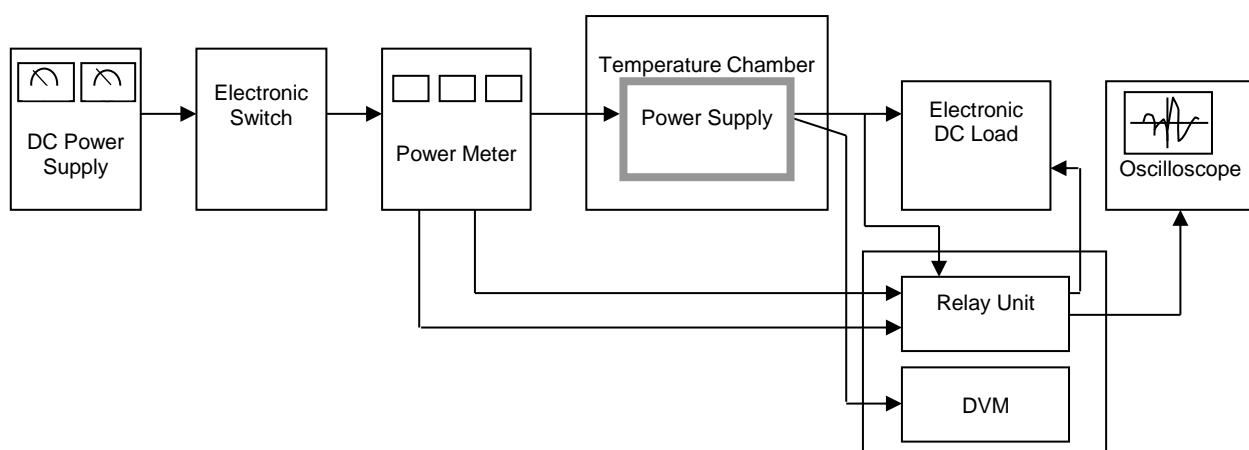 DC Power
Supply
Electronic
Switch
Power Meter
Temperature Chamber
Power Supply
Electronic
DC Load
Oscilloscope
Relay Unit
DVM